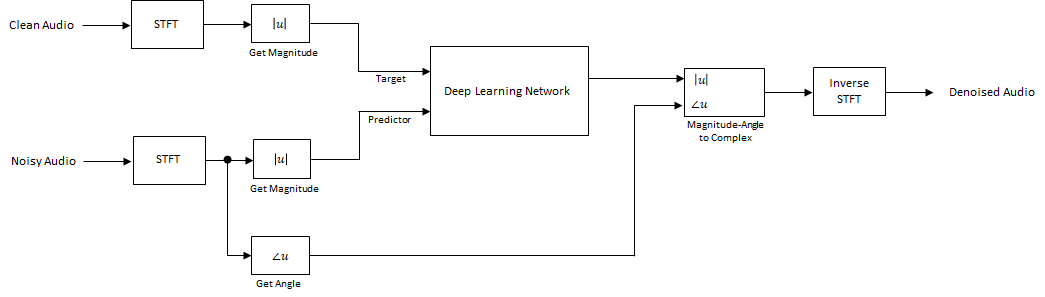 Clean Audio
STFT
|u|
Get Magnitude
Target
Deep Learning Network
Predictor
Noisy Audio
STFT
|u|
Get Magnitude
∠u
Get Angle
|u|
∠u
Magnitude-Angle
to Complex
Inverse
STFT
Denoised Audio